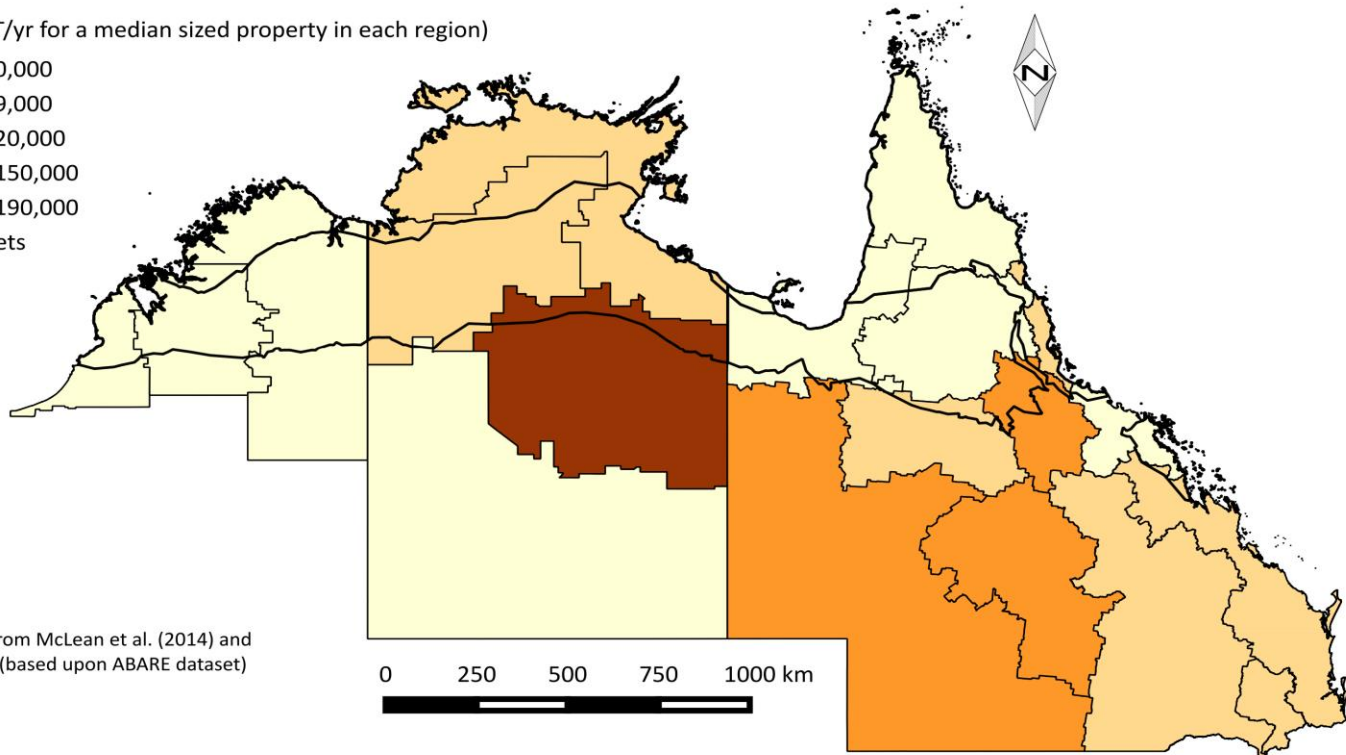 T/yr for a median sized property in each region)
0,000
9,000
20,000
150,000
190,000
ets
N
rom McLean et al. (2014) and
(based upon ABARE dataset)
0 250 500 750 1000 km